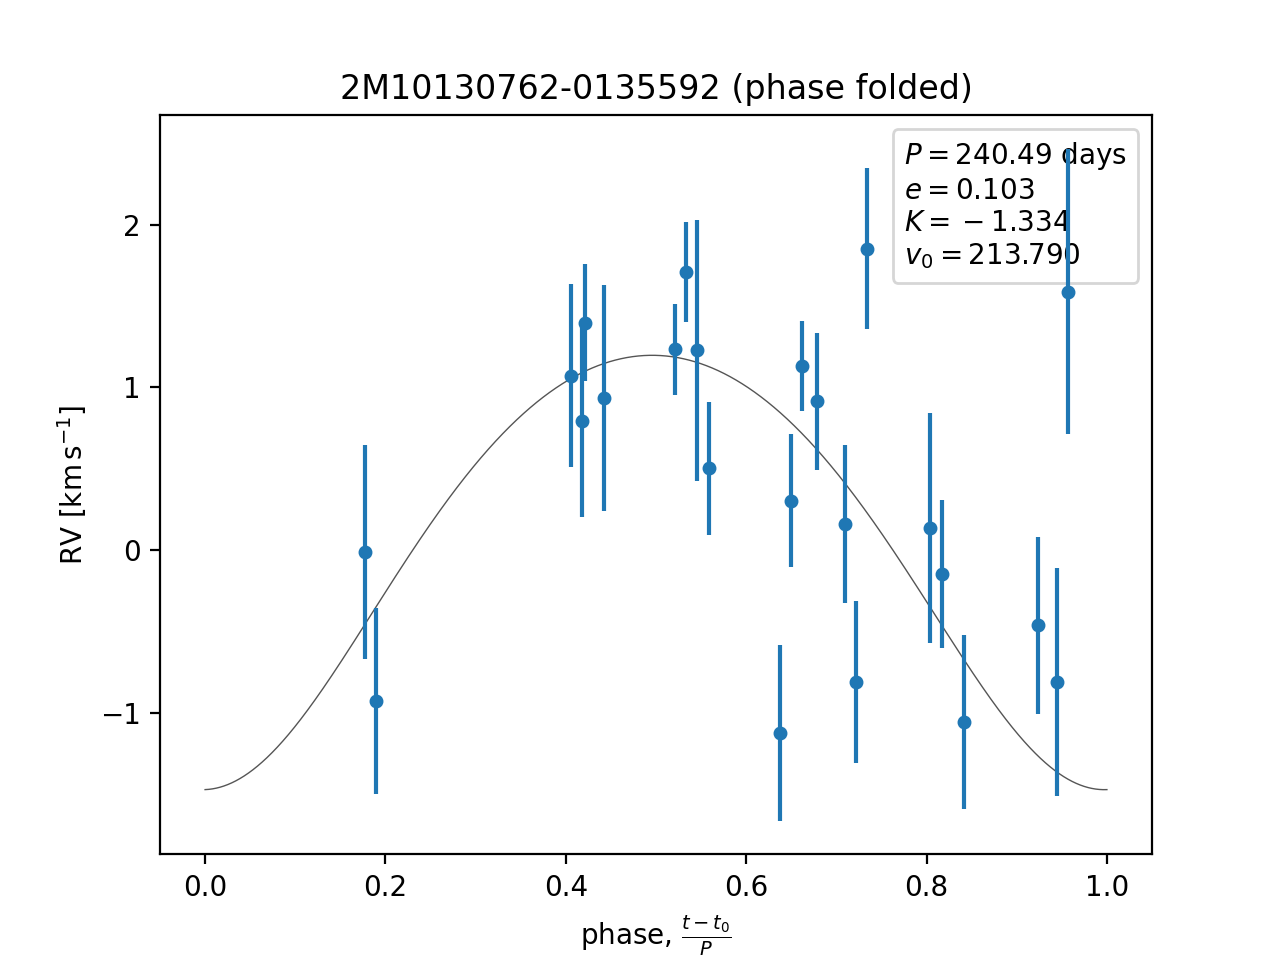 2M10130762-0135592 (phase folded)
P = 240.49 days
e = 0.103
K = −1.334
v₀ = 213.790
RV [km s⁻¹]
2
1
0
−1
0.0 0.2 0.4 0.6 0.8 1.0
phase, (t − t₀)/P